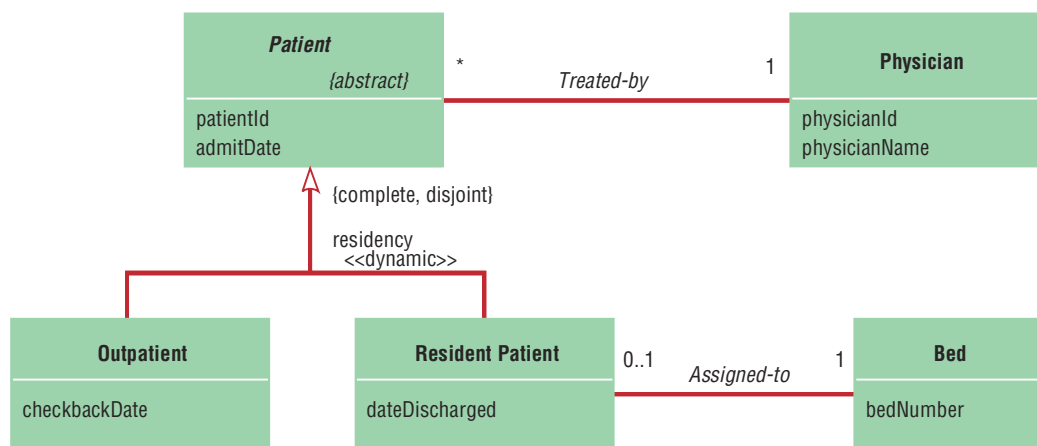 Patient
{abstract}
patientId
admitDate
*
Treated-by
1
Physician
physicianId
physicianName
{complete, disjoint}
residency
<<dynamic>>
Outpatient
checkbackDate
Resident Patient
dateDischarged
0..1
Assigned-to
1
Bed
bedNumber